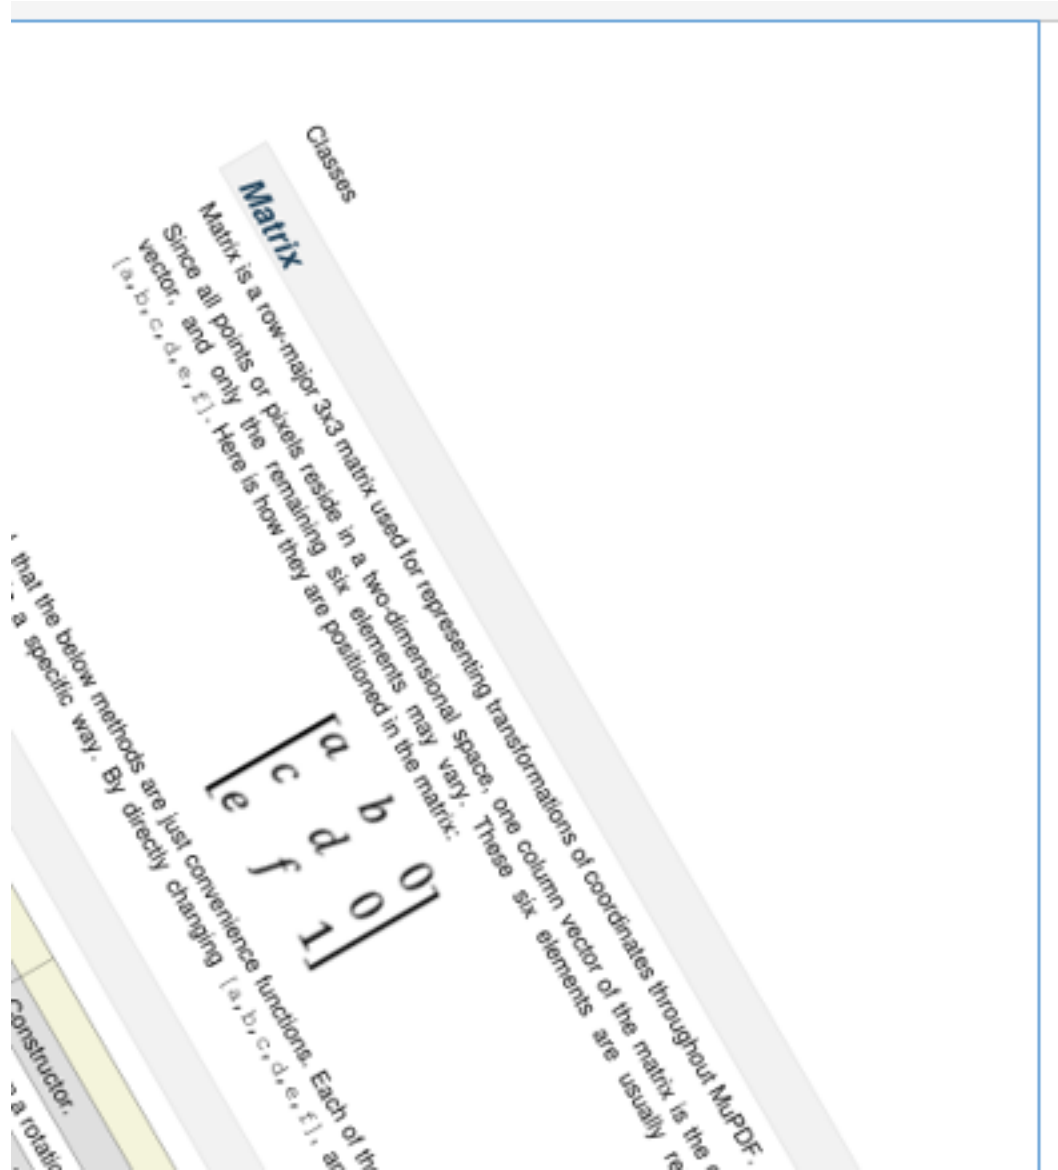 Classes
Matrix
Matrix is a row-major 3x3 matrix used for representing transformations of coordinates throughout MuPDF.
Since all points or pixels reside in a two-dimensional space, one column vector of the matrix is the
vector, and only the remaining six elements may vary. These six elements are usually re
[a,b,c,d,e,f]. Here is how they are positioned in the matrix:
a b 0
c d 0
e f 1
that the below methods are just convenience functions. Each of the
a specific way. By directly changing [a,b,c,d,e,f], an
Constructor.
a rotatio